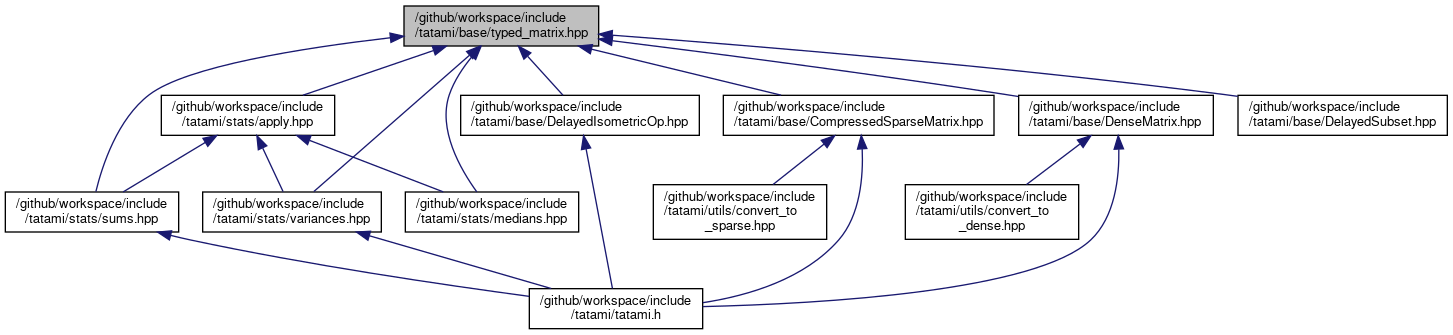 /github/workspace/include
/tatami/base/typed_matrix.hpp
/github/workspace/include
/tatami/stats/apply.hpp
/github/workspace/include
/tatami/base/DelayedIsometricOp.hpp
/github/workspace/include
/tatami/base/CompressedSparseMatrix.hpp
/github/workspace/include
/tatami/base/DenseMatrix.hpp
/github/workspace/include
/tatami/base/DelayedSubset.hpp
/github/workspace/include
/tatami/stats/sums.hpp
/github/workspace/include
/tatami/stats/variances.hpp
/github/workspace/include
/tatami/stats/medians.hpp
/github/workspace/include
/tatami/utils/convert_to
_sparse.hpp
/github/workspace/include
/tatami/utils/convert_to
_dense.hpp
/github/workspace/include
/tatami/tatami.h